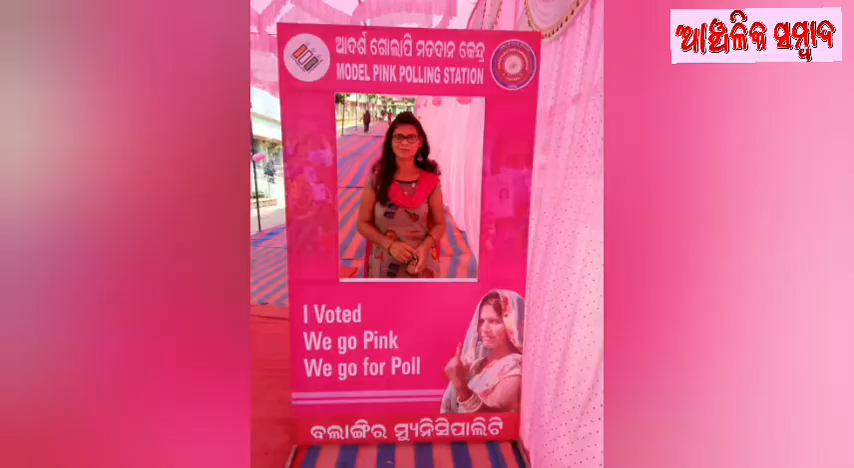 ଆଞ୍ଚଳିକ ସମ୍ବାଦ
ଆଦର୍ଶ ଗୋଲାପି ମତଦାନ କେନ୍ଦ୍ର
MODEL PINK POLLING STATION
I Voted
We go Pink
We go for Poll
ବଲାଙ୍ଗିର ମ୍ୟୁନିସିପାଲିଟି